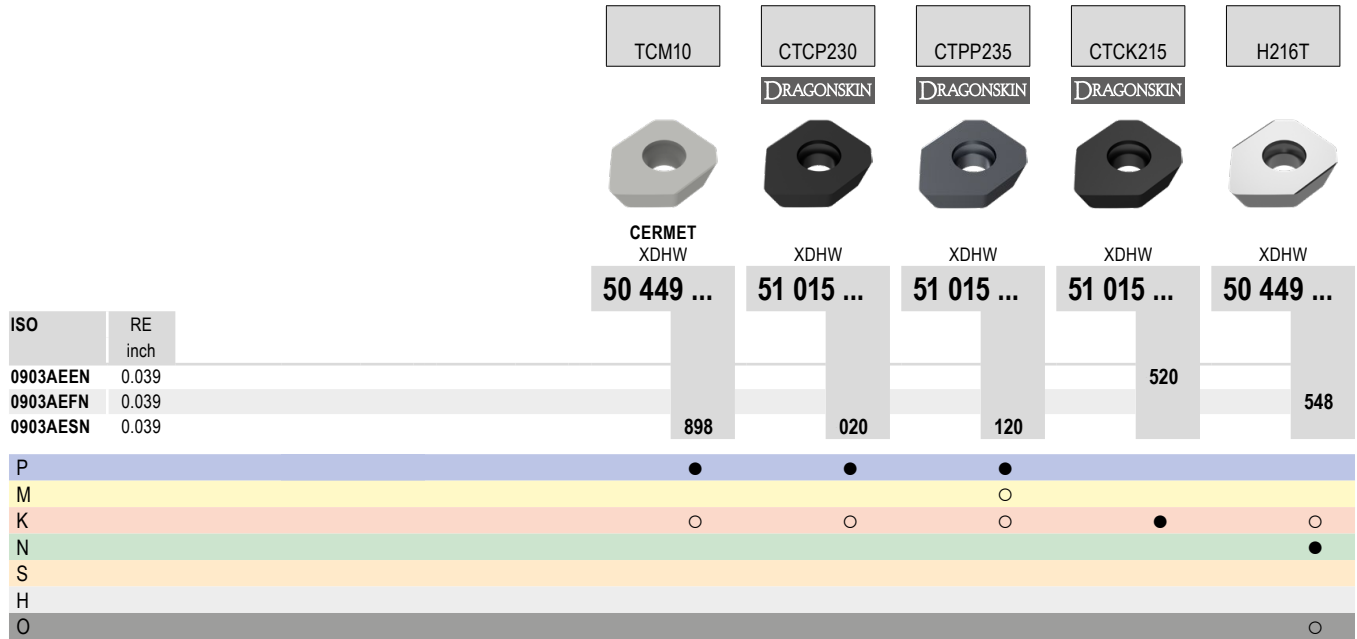 TCM10 CTCP230 CTPP235 CTCK215 H216T
DRAGONSKIN DRAGONSKIN DRAGONSKIN
CERMET
XDHW XDHW XDHW XDHW XDHW
50 449 ... 51 015 ... 51 015 ... 51 015 ... 50 449 ...
ISO RE
inch
0903AEEN 0.039 520
0903AEFN 0.039 548
0903AESN 0.039 898 020 120
P ● ● ●
M ○
K ○ ○ ○ ● ○
N ●
S
H
O ○